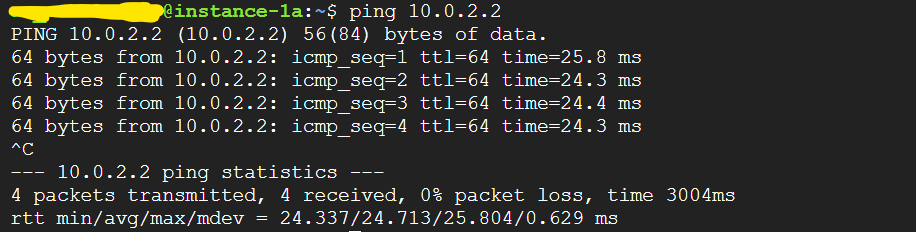 @instance-1a:~$ ping 10.0.2.2
PING 10.0.2.2 (10.0.2.2) 56(84) bytes of data.
64 bytes from 10.0.2.2: icmp_seq=1 ttl=64 time=25.8 ms
64 bytes from 10.0.2.2: icmp_seq=2 ttl=64 time=24.3 ms
64 bytes from 10.0.2.2: icmp_seq=3 ttl=64 time=24.4 ms
64 bytes from 10.0.2.2: icmp_seq=4 ttl=64 time=24.3 ms
^C
--- 10.0.2.2 ping statistics ---
4 packets transmitted, 4 received, 0% packet loss, time 3004ms
rtt min/avg/max/mdev = 24.337/24.713/25.804/0.629 ms